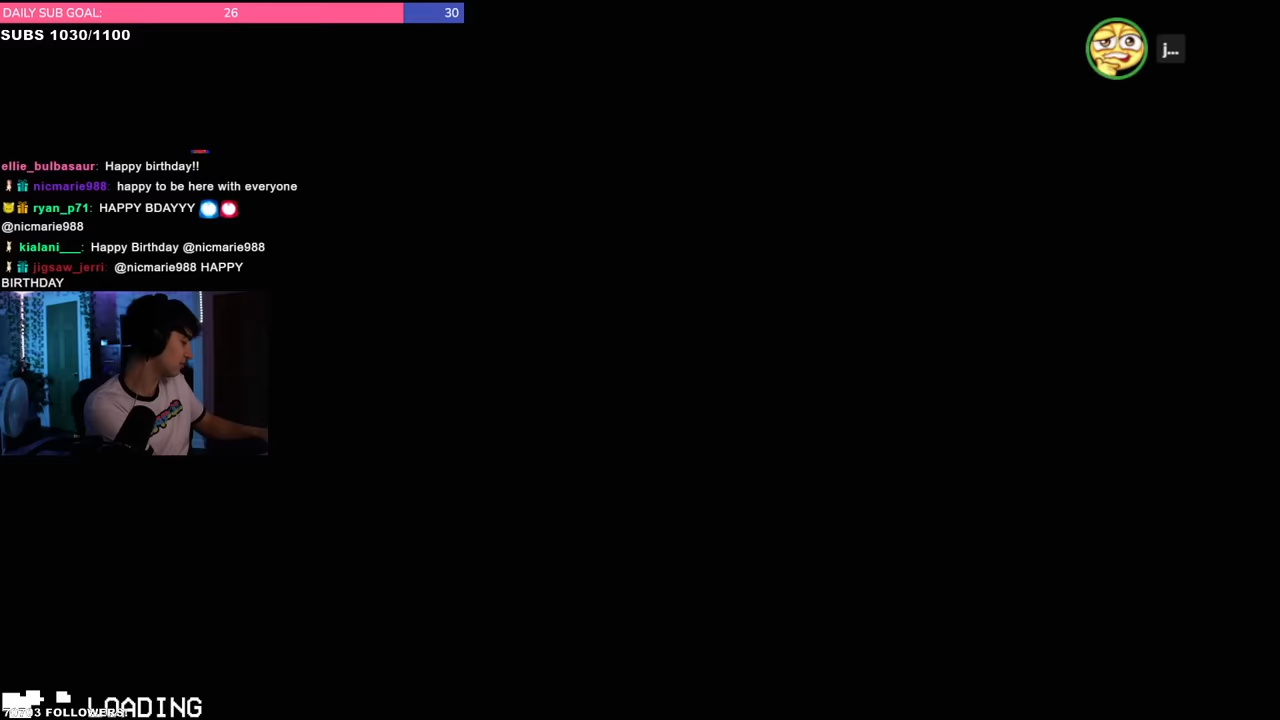 DAILY SUB GOAL: 26 30
SUBS 1030/1100
j...
ellie_bulbasaur: Happy birthday!!
nicmarie988: happy to be here with everyone
ryan_p71: HAPPY BDAYYY
@nicmarie988
kialani___: Happy Birthday @nicmarie988
jigsaw_jerri: @nicmarie988 HAPPY
BIRTHDAY
LOADING
FOLLOWERS!